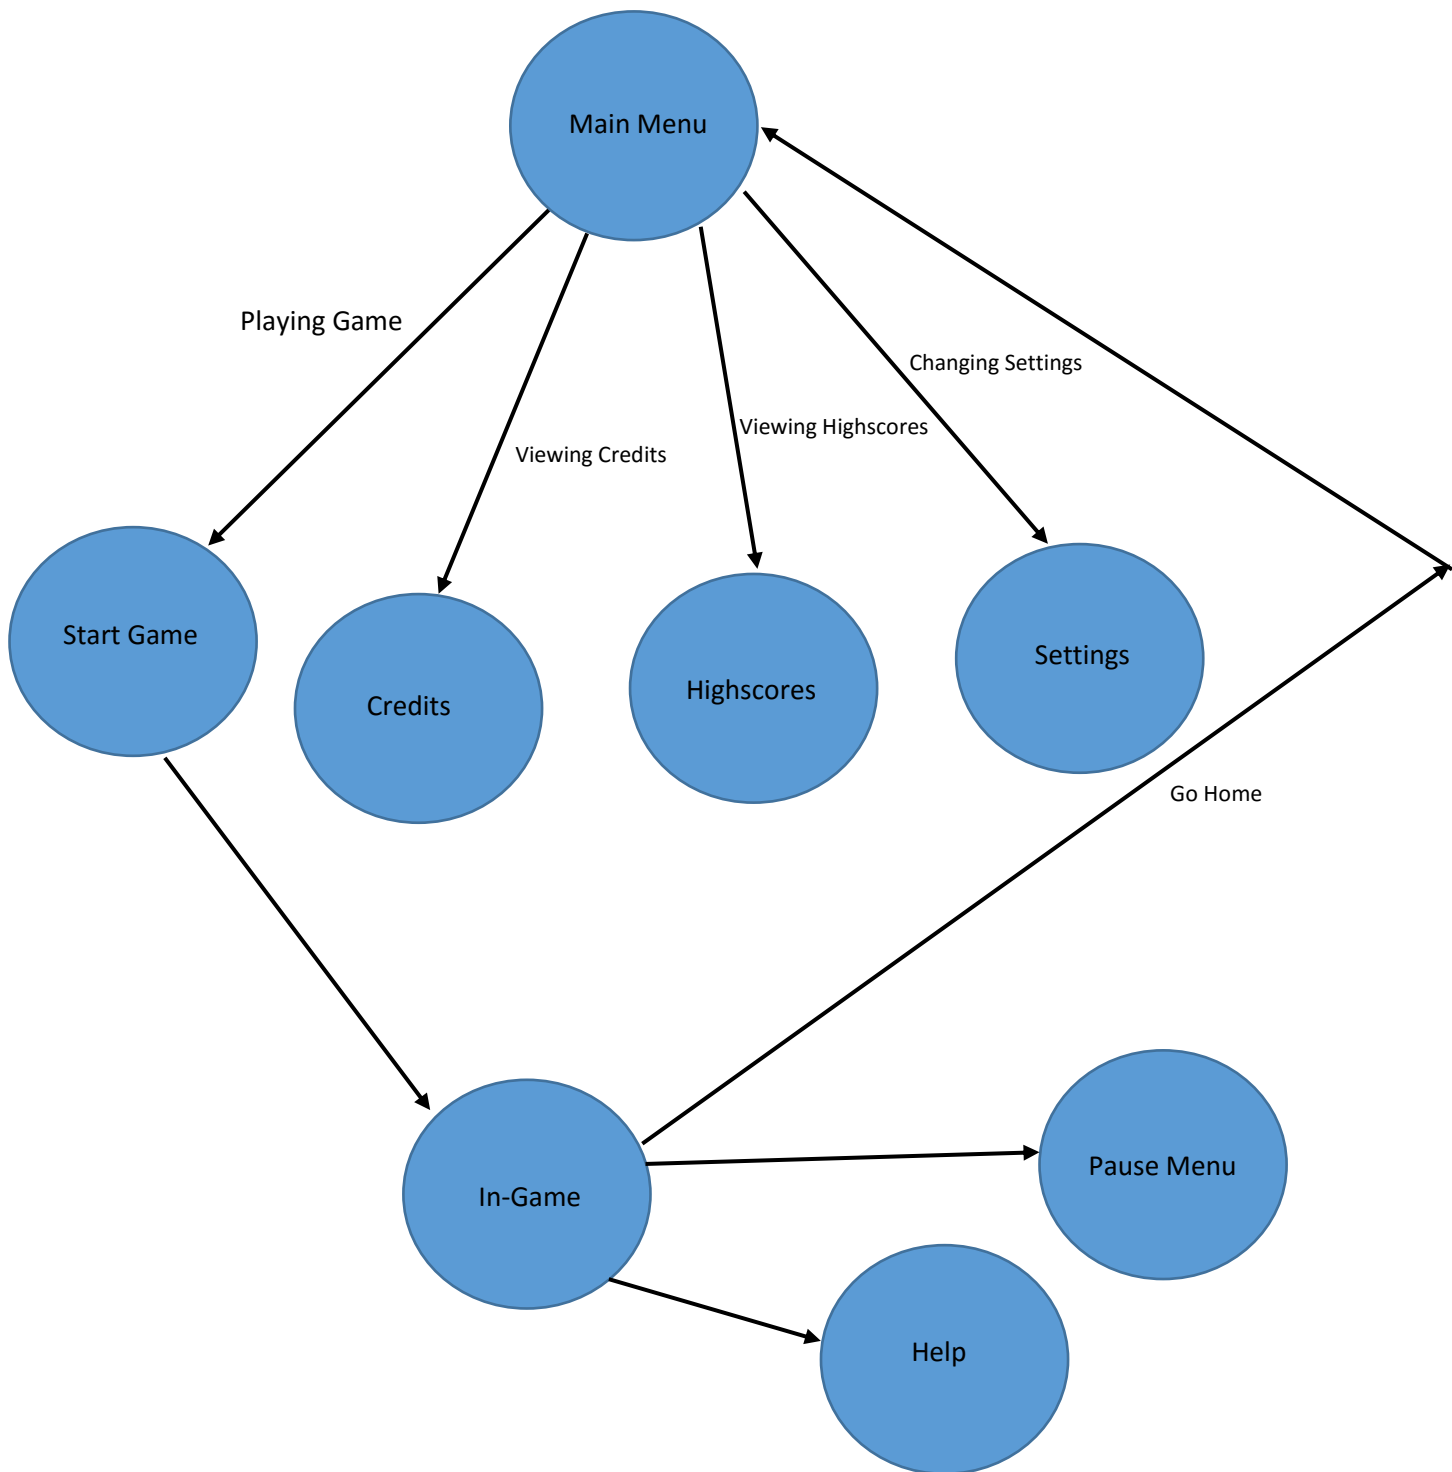 Main Menu
Playing Game
Changing Settings
Viewing Highscores
Viewing Credits
Start Game
Credits
Highscores
Settings
Go Home
In-Game
Pause Menu
Help